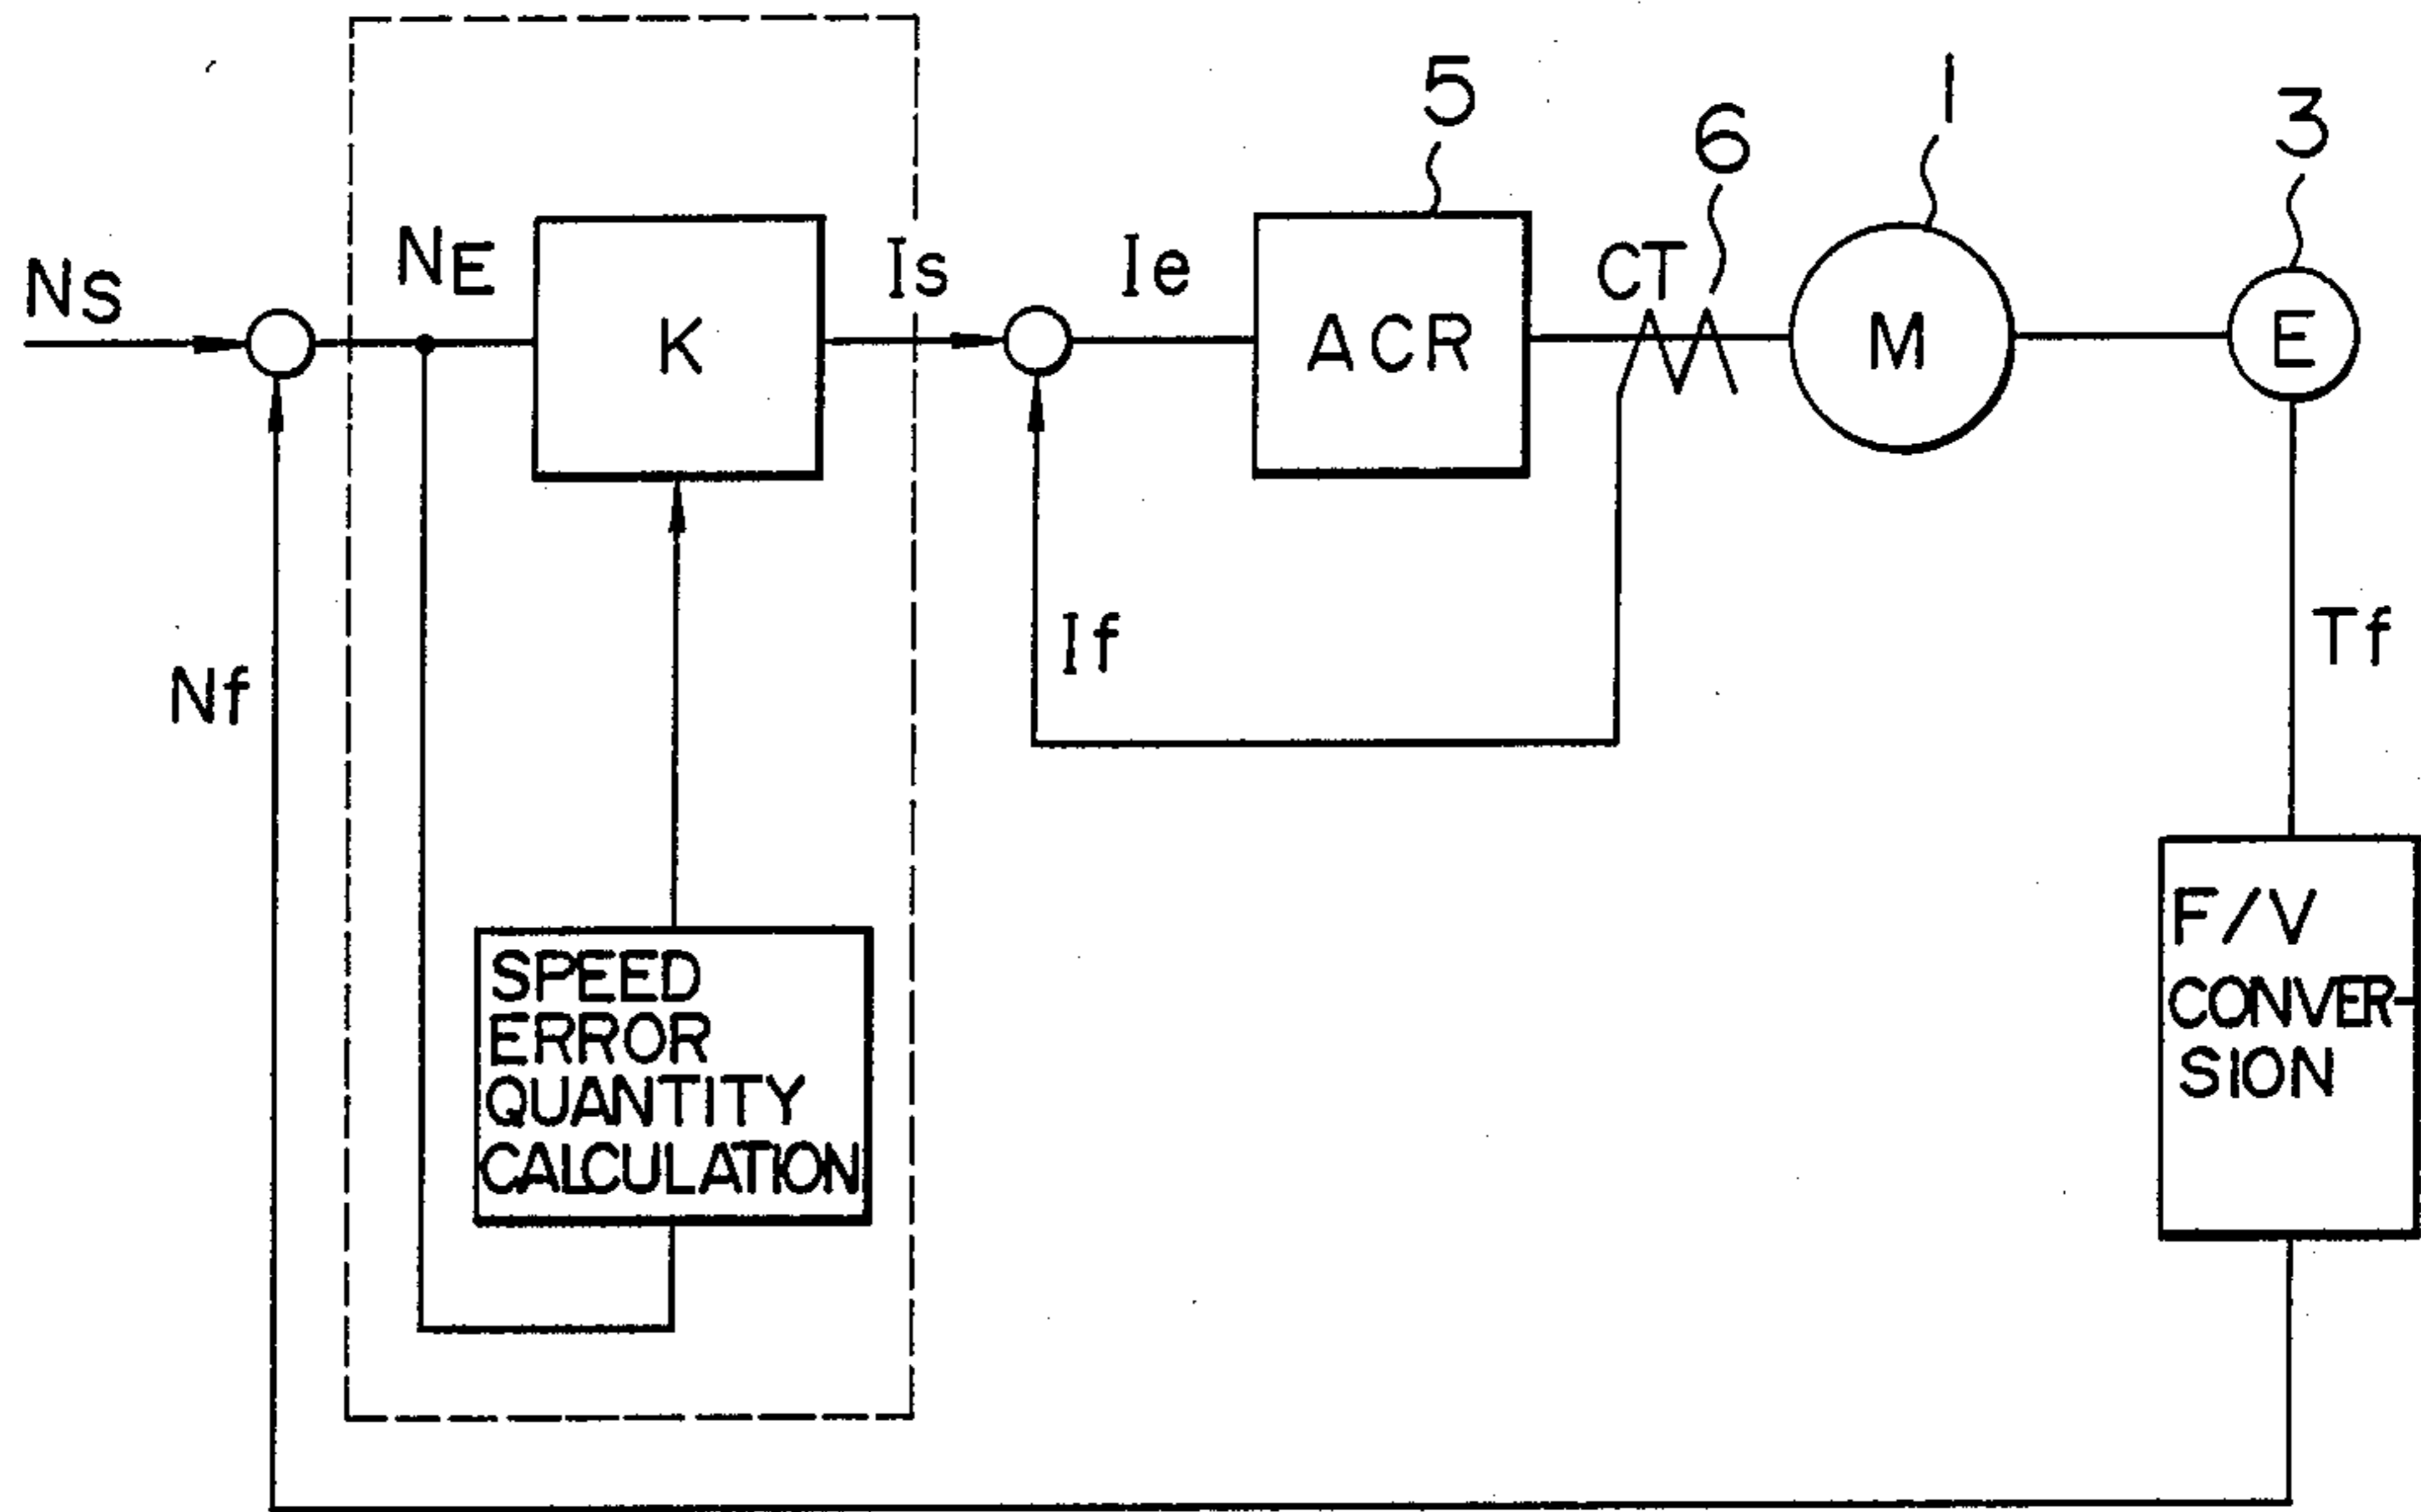 5
1
6
3
NS
NE
K
Is
Ie
ACR
CT
M
E
Nf
If
Tf
SPEED
ERROR
QUANTITY
CALCULATION
F/V
CONVER-
SION